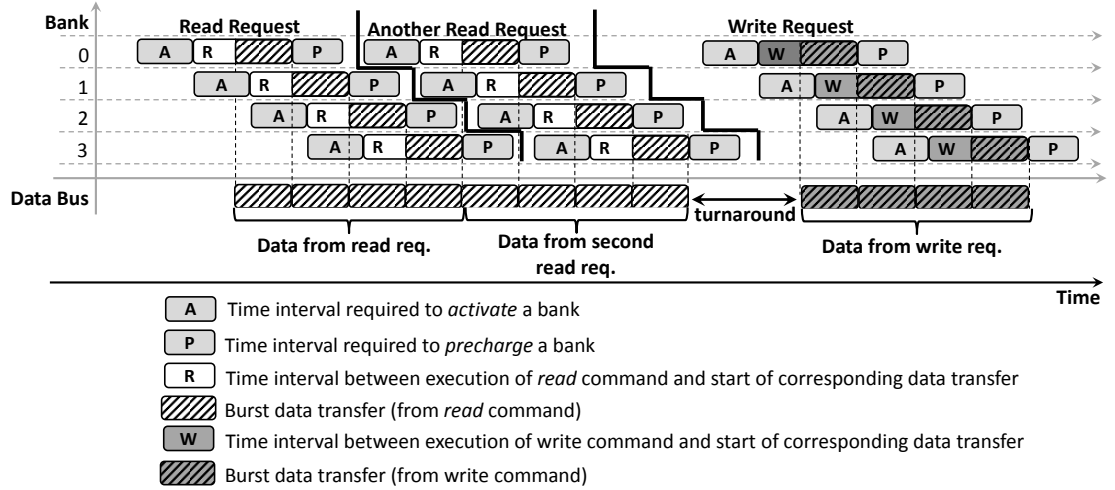 Bank
Read Request
Another Read Request
Write Request
0 A R P A R P A W P
1 A R P A R P A W P
2 A R P A R P A W P
3 A R P A R P A W P
Data Bus
turnaround
Data from read req.
Data from second
read req.
Data from write req.
Time
A Time interval required to activate a bank
P Time interval required to precharge a bank
R Time interval between execution of read command and start of corresponding data transfer
Burst data transfer (from read command)
W Time interval between execution of write command and start of corresponding data transfer
Burst data transfer (from write command)